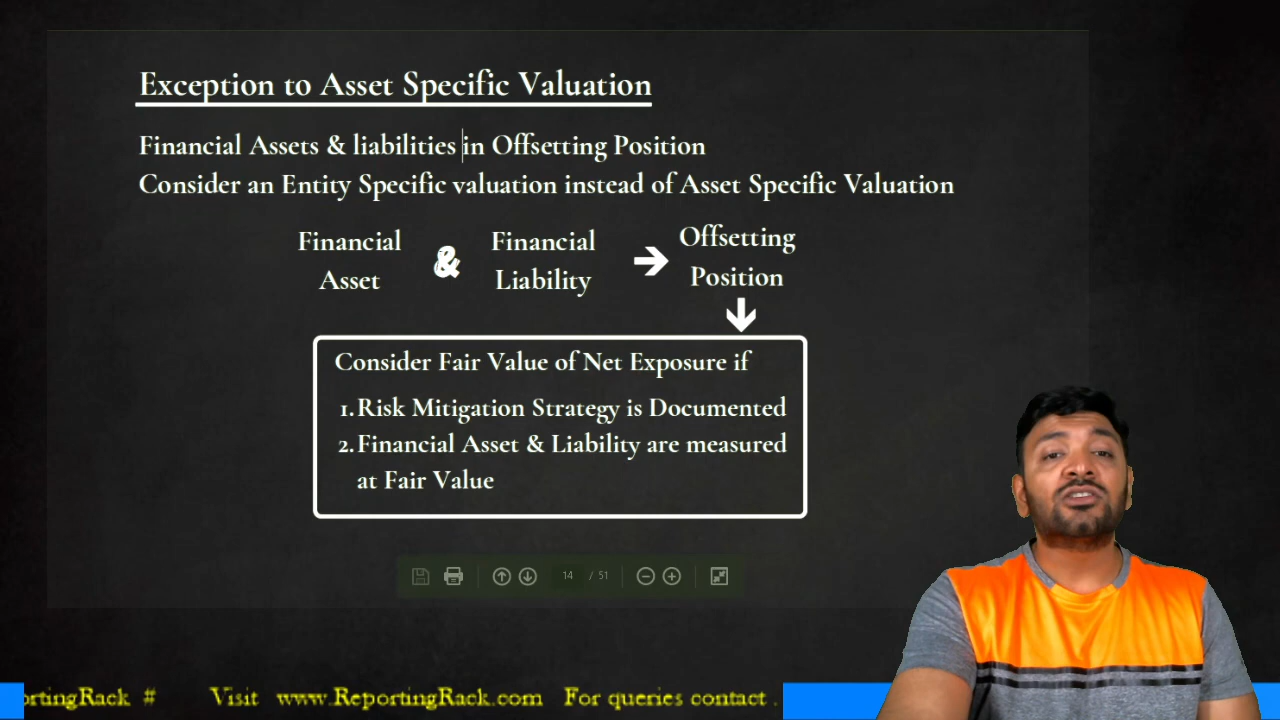 Exception to Asset Specific Valuation
Financial Assets & liabilities in Offsetting Position
Consider an Entity Specific valuation instead of Asset Specific Valuation
Financial Asset & Financial Liability → Offsetting Position
Consider Fair Value of Net Exposure if
1. Risk Mitigation Strategy is Documented
2. Financial Asset & Liability are measured
at Fair Value
14 / 51
ortingRack # Visit www.ReportingRack.com For queries contact .